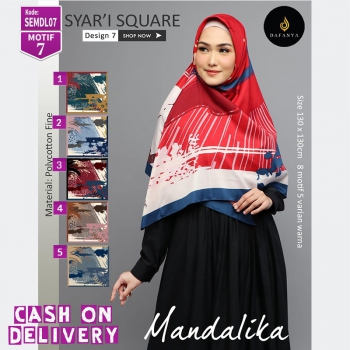 Kode:
SEMDL07
MOTIF
7
SYAR'I SQUARE
Design 7
SHOP NOW
DAFANYA
1
2
3
4
5
Material: Polycotton Fine
Size 130 x 130cm 8 motif 5 varian warna
CASH ON
DELIVERY
Mandalika